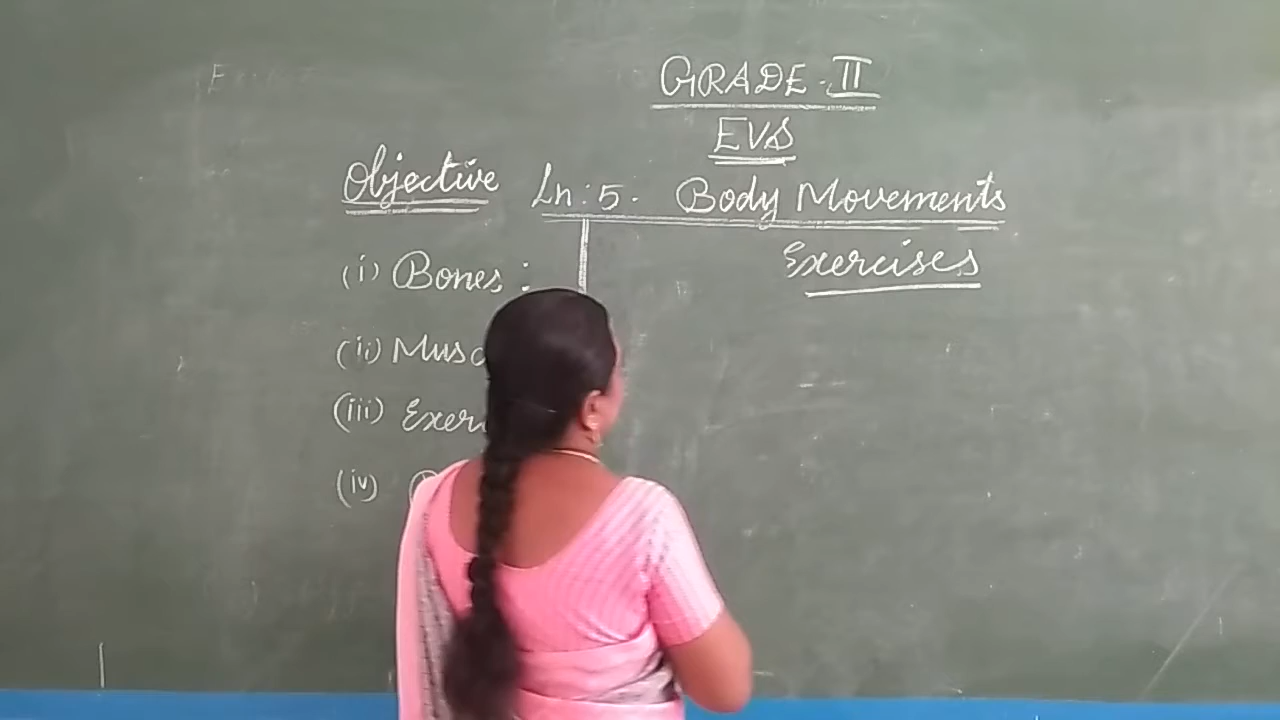 GRADE - II
EVS
Objective Ln: 5. Body Movements
Exercises
(i) Bones :
(ii)
(iii)
(iv)